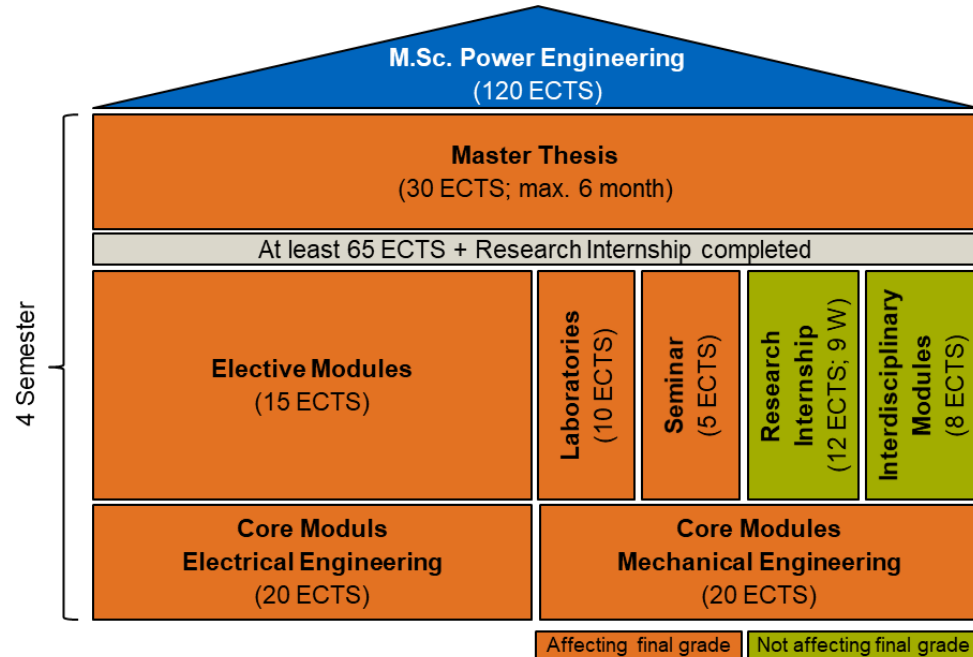 M.Sc. Power Engineering
(120 ECTS)
4 Semester
Master Thesis
(30 ECTS; max. 6 month)
At least 65 ECTS + Research Internship completed
Elective Modules
(15 ECTS)
Laboratories
(10 ECTS)
Seminar
(5 ECTS)
Research
Internship
(12 ECTS; 9 W)
Interdisciplinary
Modules
(8 ECTS)
Core Moduls
Electrical Engineering
(20 ECTS)
Core Modules
Mechanical Engineering
(20 ECTS)
Affecting final grade
Not affecting final grade